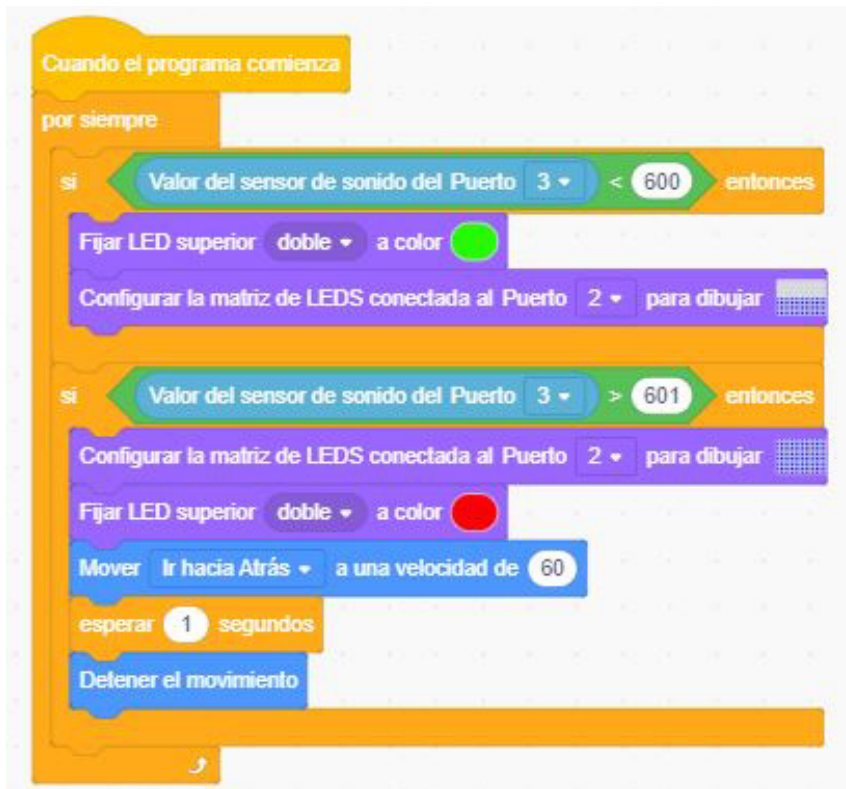 Cuando el programa comienza
por siempre
si Valor del sensor de sonido del Puerto 3 < 600 entonces
Fijar LED superior doble a color
Configurar la matriz de LEDS conectada al Puerto 2 para dibujar
si Valor del sensor de sonido del Puerto 3 > 601 entonces
Configurar la matriz de LEDS conectada al Puerto 2 para dibujar
Fijar LED superior doble a color
Mover Ir hacia Atrás a una velocidad de 60
esperar 1 segundos
Detener el movimiento